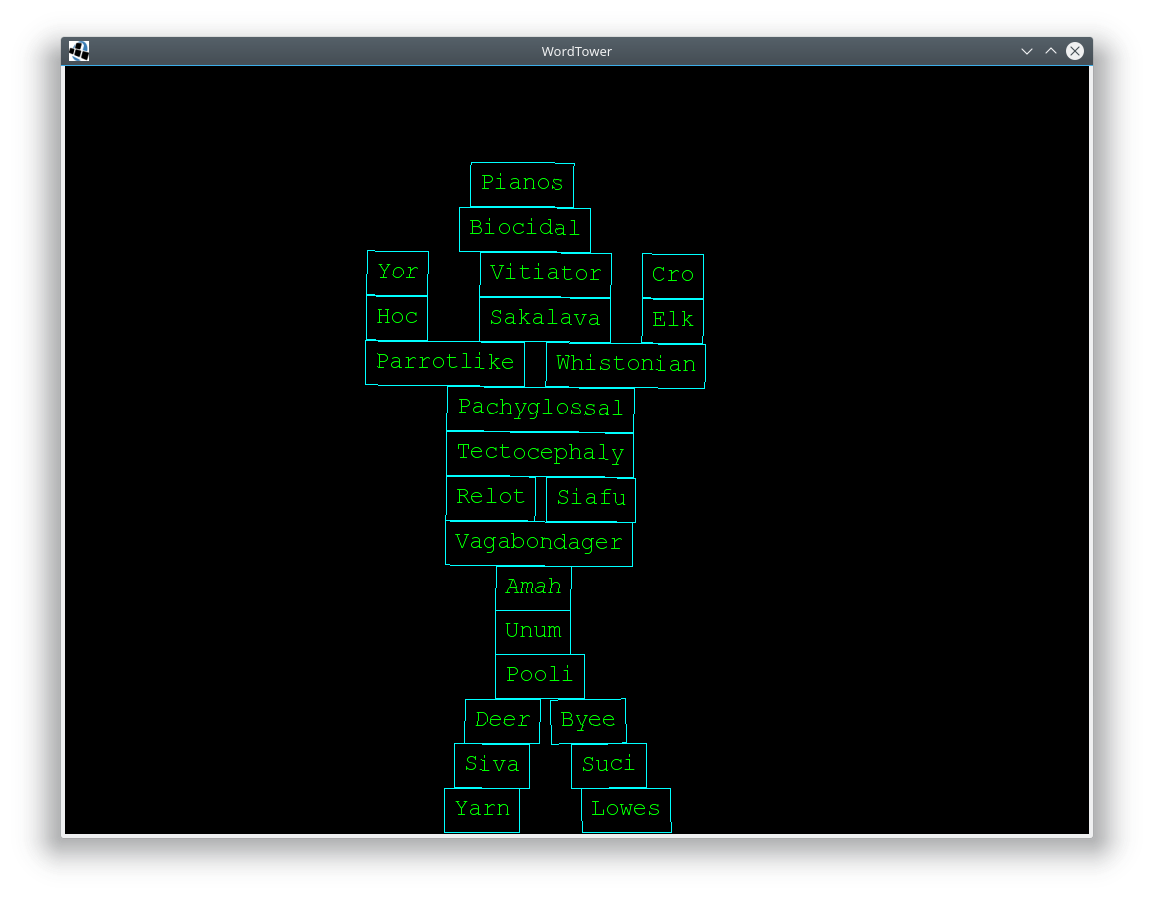 WordTower
Pianos
Biocidal
Yor Vitiator Cro
Hoc Sakalava Elk
Parrotlike Whistonian
Pachyglossal
Tectocephaly
Relot Siafu
Vagabondager
Amah
Unum
Pooli
Deer Byee
Siva Suci
Yarn Lowes